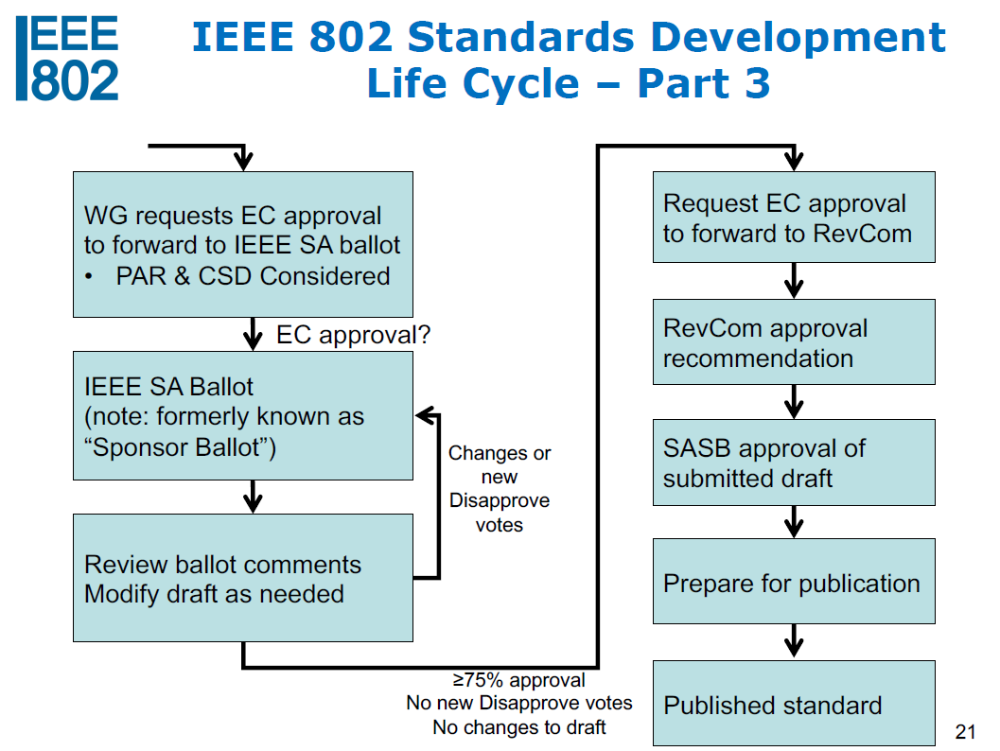 IEEE
802
IEEE 802 Standards Development
Life Cycle – Part 3
WG requests EC approval
to forward to IEEE SA ballot
• PAR & CSD Considered
EC approval?
IEEE SA Ballot
(note: formerly known as
“Sponsor Ballot”)
Changes or
new
Disapprove
votes
Review ballot comments
Modify draft as needed
≥75% approval
No new Disapprove votes
No changes to draft
Request EC approval
to forward to RevCom
RevCom approval
recommendation
SASB approval of
submitted draft
Prepare for publication
Published standard
21